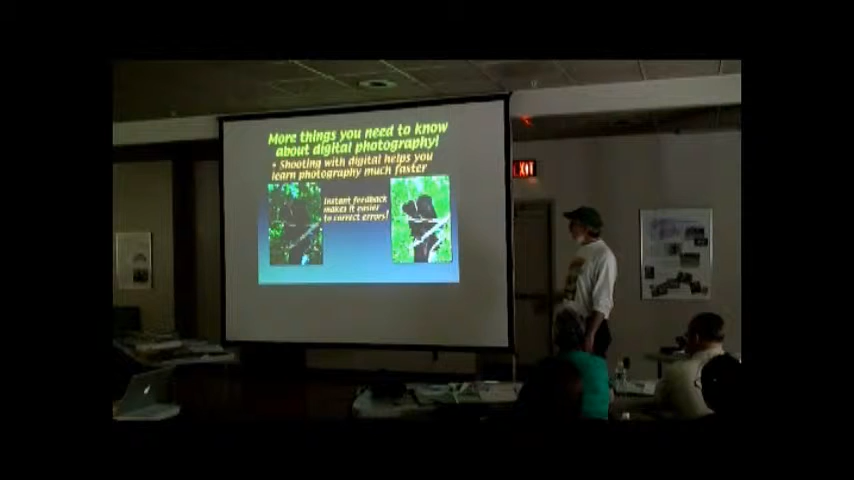 More things you need to know
about digital photography!
• Shooting with digital helps you
learn photography much faster
Instant feedback
makes it easier
to correct errors!
EXIT